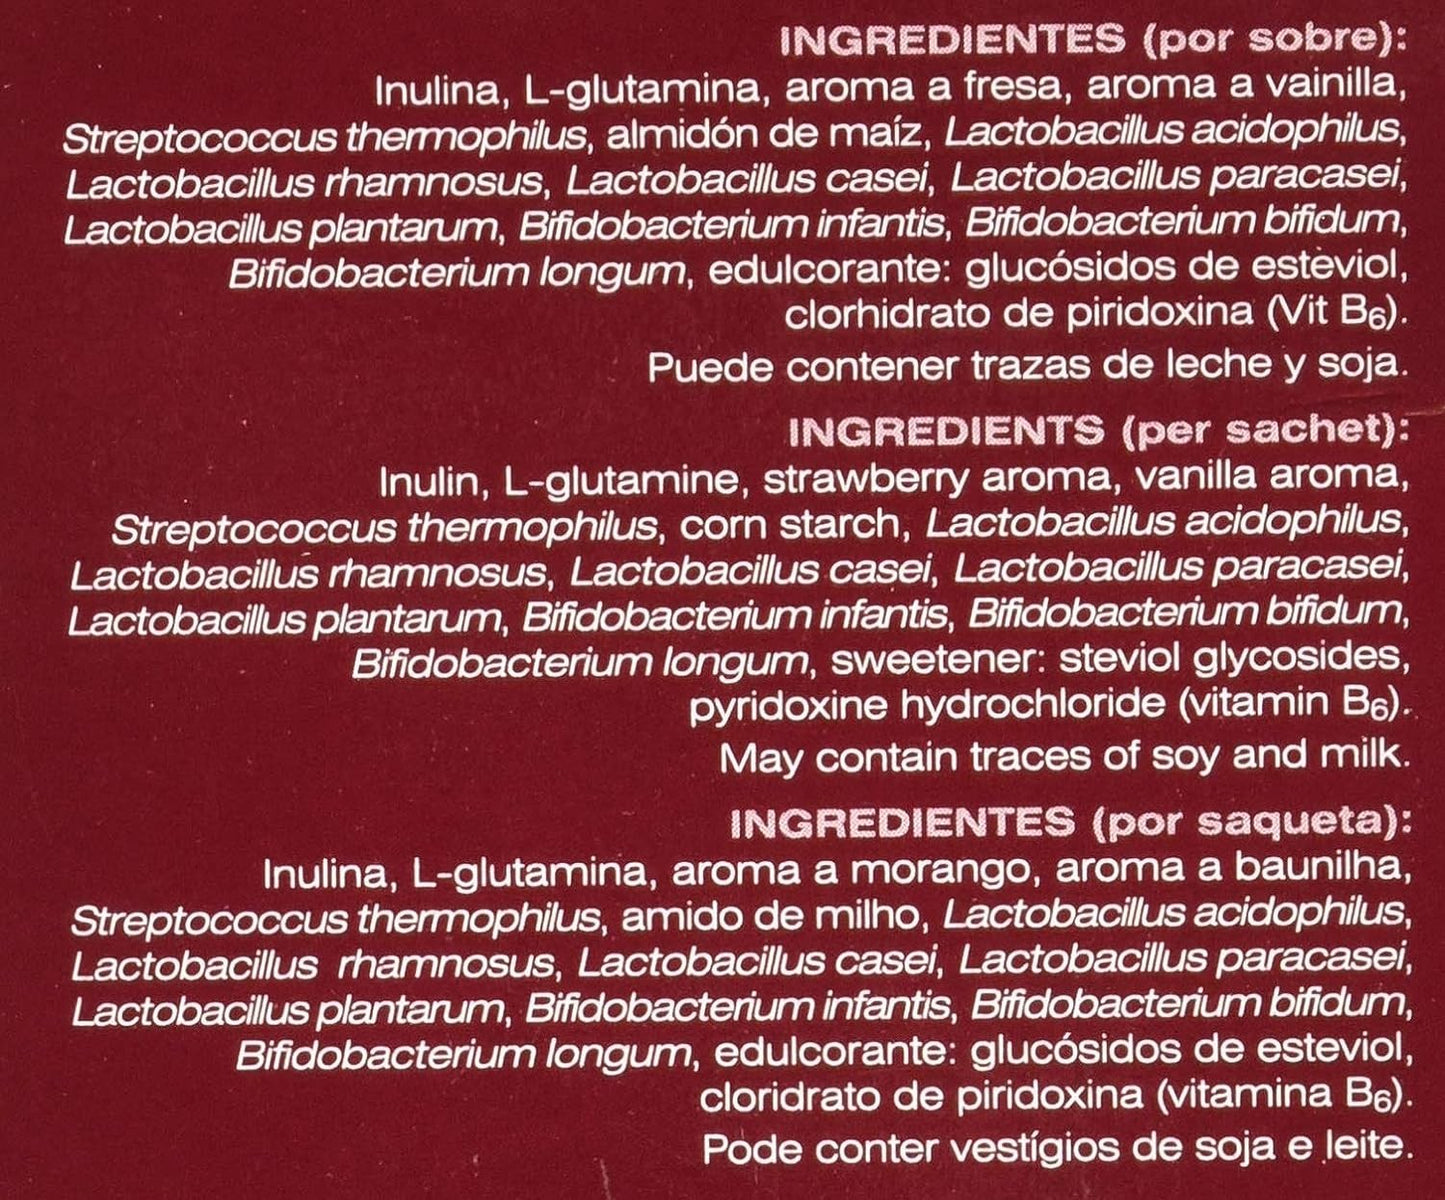 INGREDIENTES (por sobre):
Inulina, L-glutamina, aroma a fresa, aroma a vainilla,
Streptococcus thermophilus, almidón de maíz, Lactobacillus acidophilus,
Lactobacillus rhamnosus, Lactobacillus casei, Lactobacillus paracasei,
Lactobacillus plantarum, Bifidobacterium infantis, Bifidobacterium bifidum,
Bifidobacterium longum, edulcorante: glucósidos de esteviol,
clorhidrato de piridoxina (Vit B₆).
Puede contener trazas de leche y soja.
INGREDIENTS (per sachet):
Inulin, L-glutamine, strawberry aroma, vanilla aroma,
Streptococcus thermophilus, corn starch, Lactobacillus acidophilus,
Lactobacillus rhamnosus, Lactobacillus casei, Lactobacillus paracasei,
Lactobacillus plantarum, Bifidobacterium infantis, Bifidobacterium bifidum,
Bifidobacterium longum, sweetener: steviol glycosides,
pyridoxine hydrochloride (vitamin B₆).
May contain traces of soy and milk.
INGREDIENTES (por saqueta):
Inulina, L-glutamina, aroma a morango, aroma a baunilha,
Streptococcus thermophilus, amido de milho, Lactobacillus acidophilus,
Lactobacillus rhamnosus, Lactobacillus casei, Lactobacillus paracasei,
Lactobacillus plantarum, Bifidobacterium infantis, Bifidobacterium bifidum,
Bifidobacterium longum, edulcorante: glucósidos de esteviol,
cloridrato de piridoxina (vitamina B₆).
Pode conter vestígios de soja e leite.